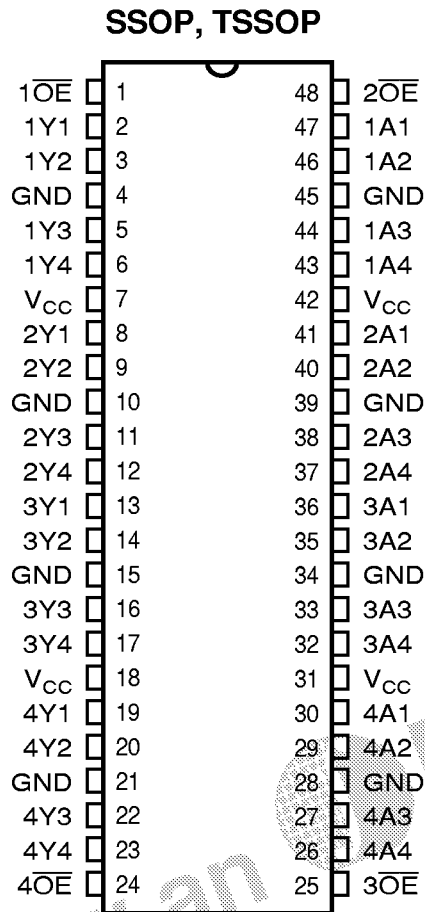 SSOP, TSSOP
1O̅E̅ 1 48 2O̅E̅
1Y1 2 47 1A1
1Y2 3 46 1A2
GND 4 45 GND
1Y3 5 44 1A3
1Y4 6 43 1A4
VCC 7 42 VCC
2Y1 8 41 2A1
2Y2 9 40 2A2
GND 10 39 GND
2Y3 11 38 2A3
2Y4 12 37 2A4
3Y1 13 36 3A1
3Y2 14 35 3A2
GND 15 34 GND
3Y3 16 33 3A3
3Y4 17 32 3A4
VCC 18 31 VCC
4Y1 19 30 4A1
4Y2 20 29 4A2
GND 21 28 GND
4Y3 22 27 4A3
4Y4 23 26 4A4
4O̅E̅ 24 25 3O̅E̅